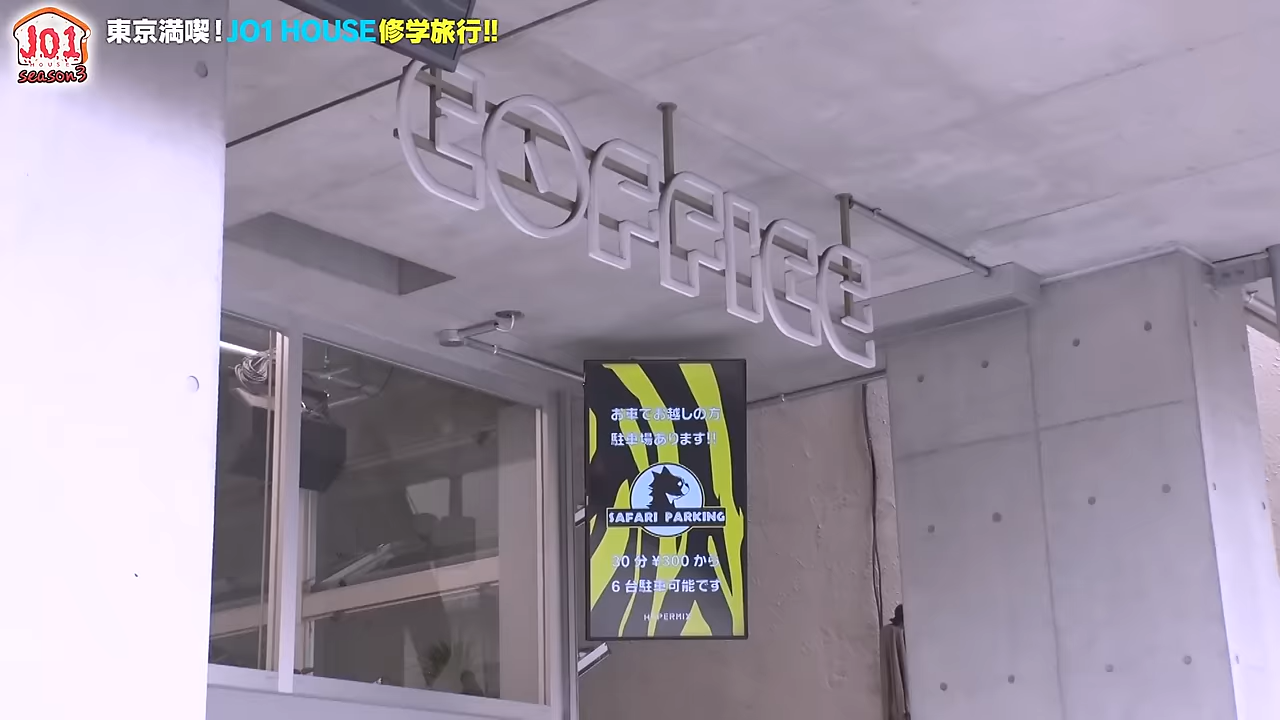 JO1
HOUSE
season3
東京満喫!JO1 HOUSE修学旅行!!
COFFICE
お車でお越しの方
駐車場あります!!
SAFARI PARKING
30分¥300から
6台駐車可能です
HYPERMIX